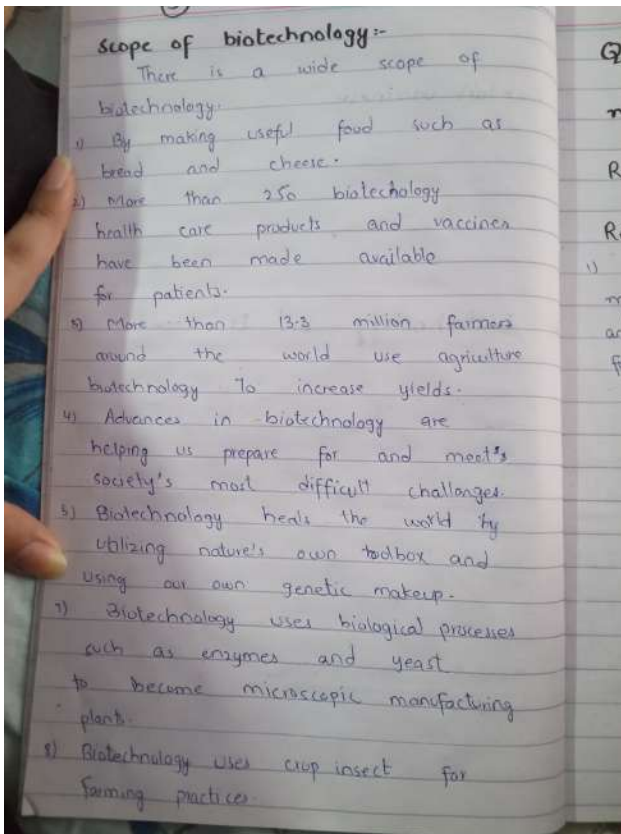 Scope of biotechnology:-
There is a wide scope of
biotechnology.
1) By making useful food such as
bread and cheese.
2) More than 250 biotechology
health care products and vaccines
have been made available
for patients.
3) More than 13.3 million farmers
around the world use agriculture
biotechnology To increase yields.
4) Advances in biotechnology are
helping us prepare for and meet's
society's most difficult challanges.
5) Biotechnology heals the world by
utilizing nature's own toolbox and
using our own genetic makeup.
7) Biotechnology uses biological processes
such as enzymes and yeast
to become microscopic manufacturing
plants.
8) Biotechnology uses crop insect for
farming practices.